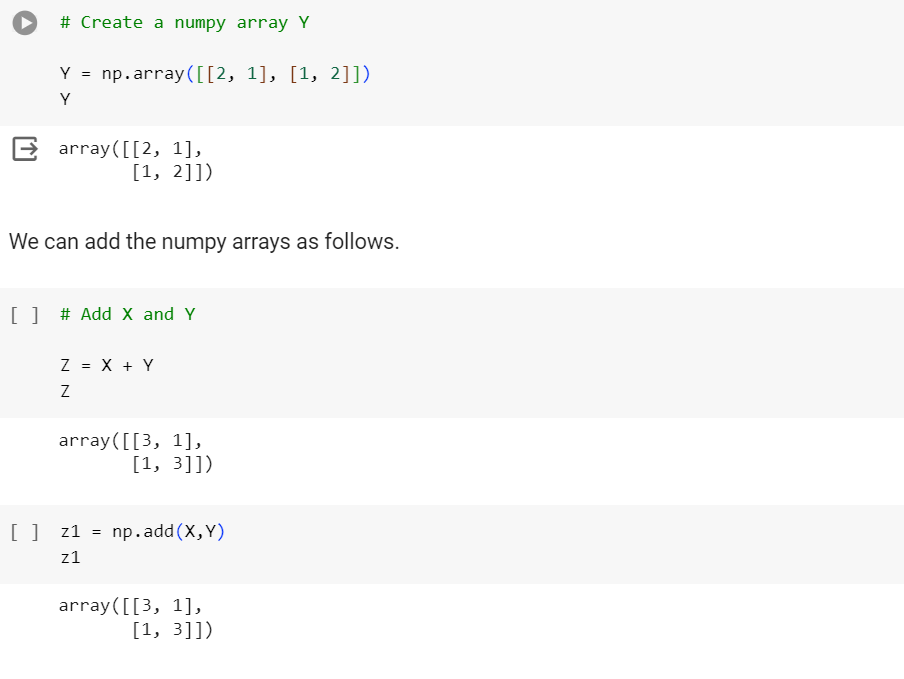 # Create a numpy array Y
Y = np.array([[2, 1], [1, 2]])
Y
array([[2, 1],
       [1, 2]])
We can add the numpy arrays as follows.
[ ] # Add X and Y
Z = X + Y
Z
array([[3, 1],
       [1, 3]])
[ ] z1 = np.add(X,Y)
z1
array([[3, 1],
       [1, 3]])